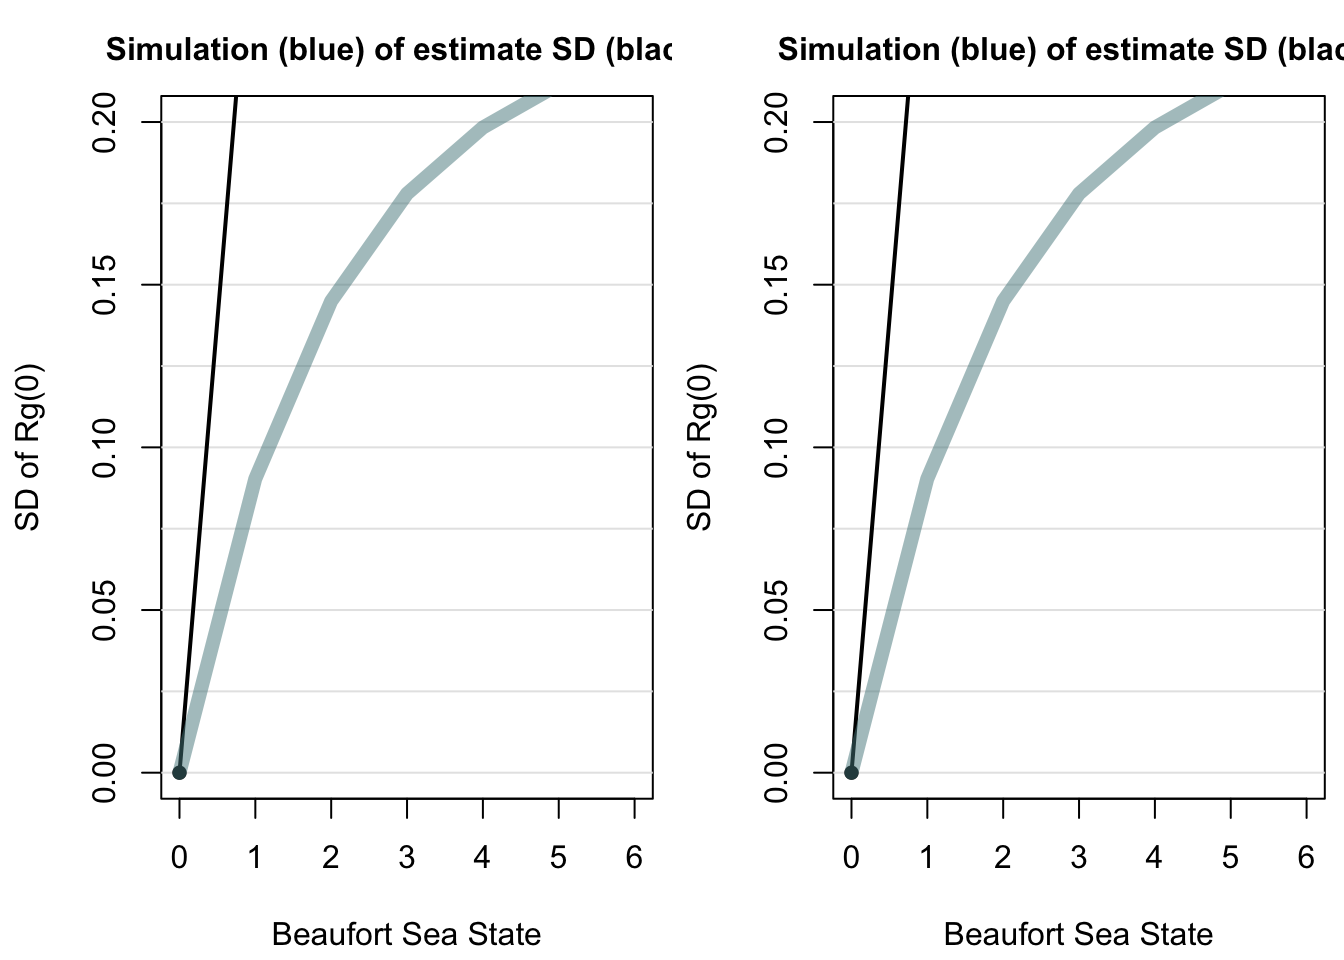 Simulation (blue) of estimate SD (blac
SD of Rg(0)
0.20
0.15
0.10
0.05
0.00
0 1 2 3 4 5 6
Beaufort Sea State
Simulation (blue) of estimate SD (blac
SD of Rg(0)
0.20
0.15
0.10
0.05
0.00
0 1 2 3 4 5 6
Beaufort Sea State